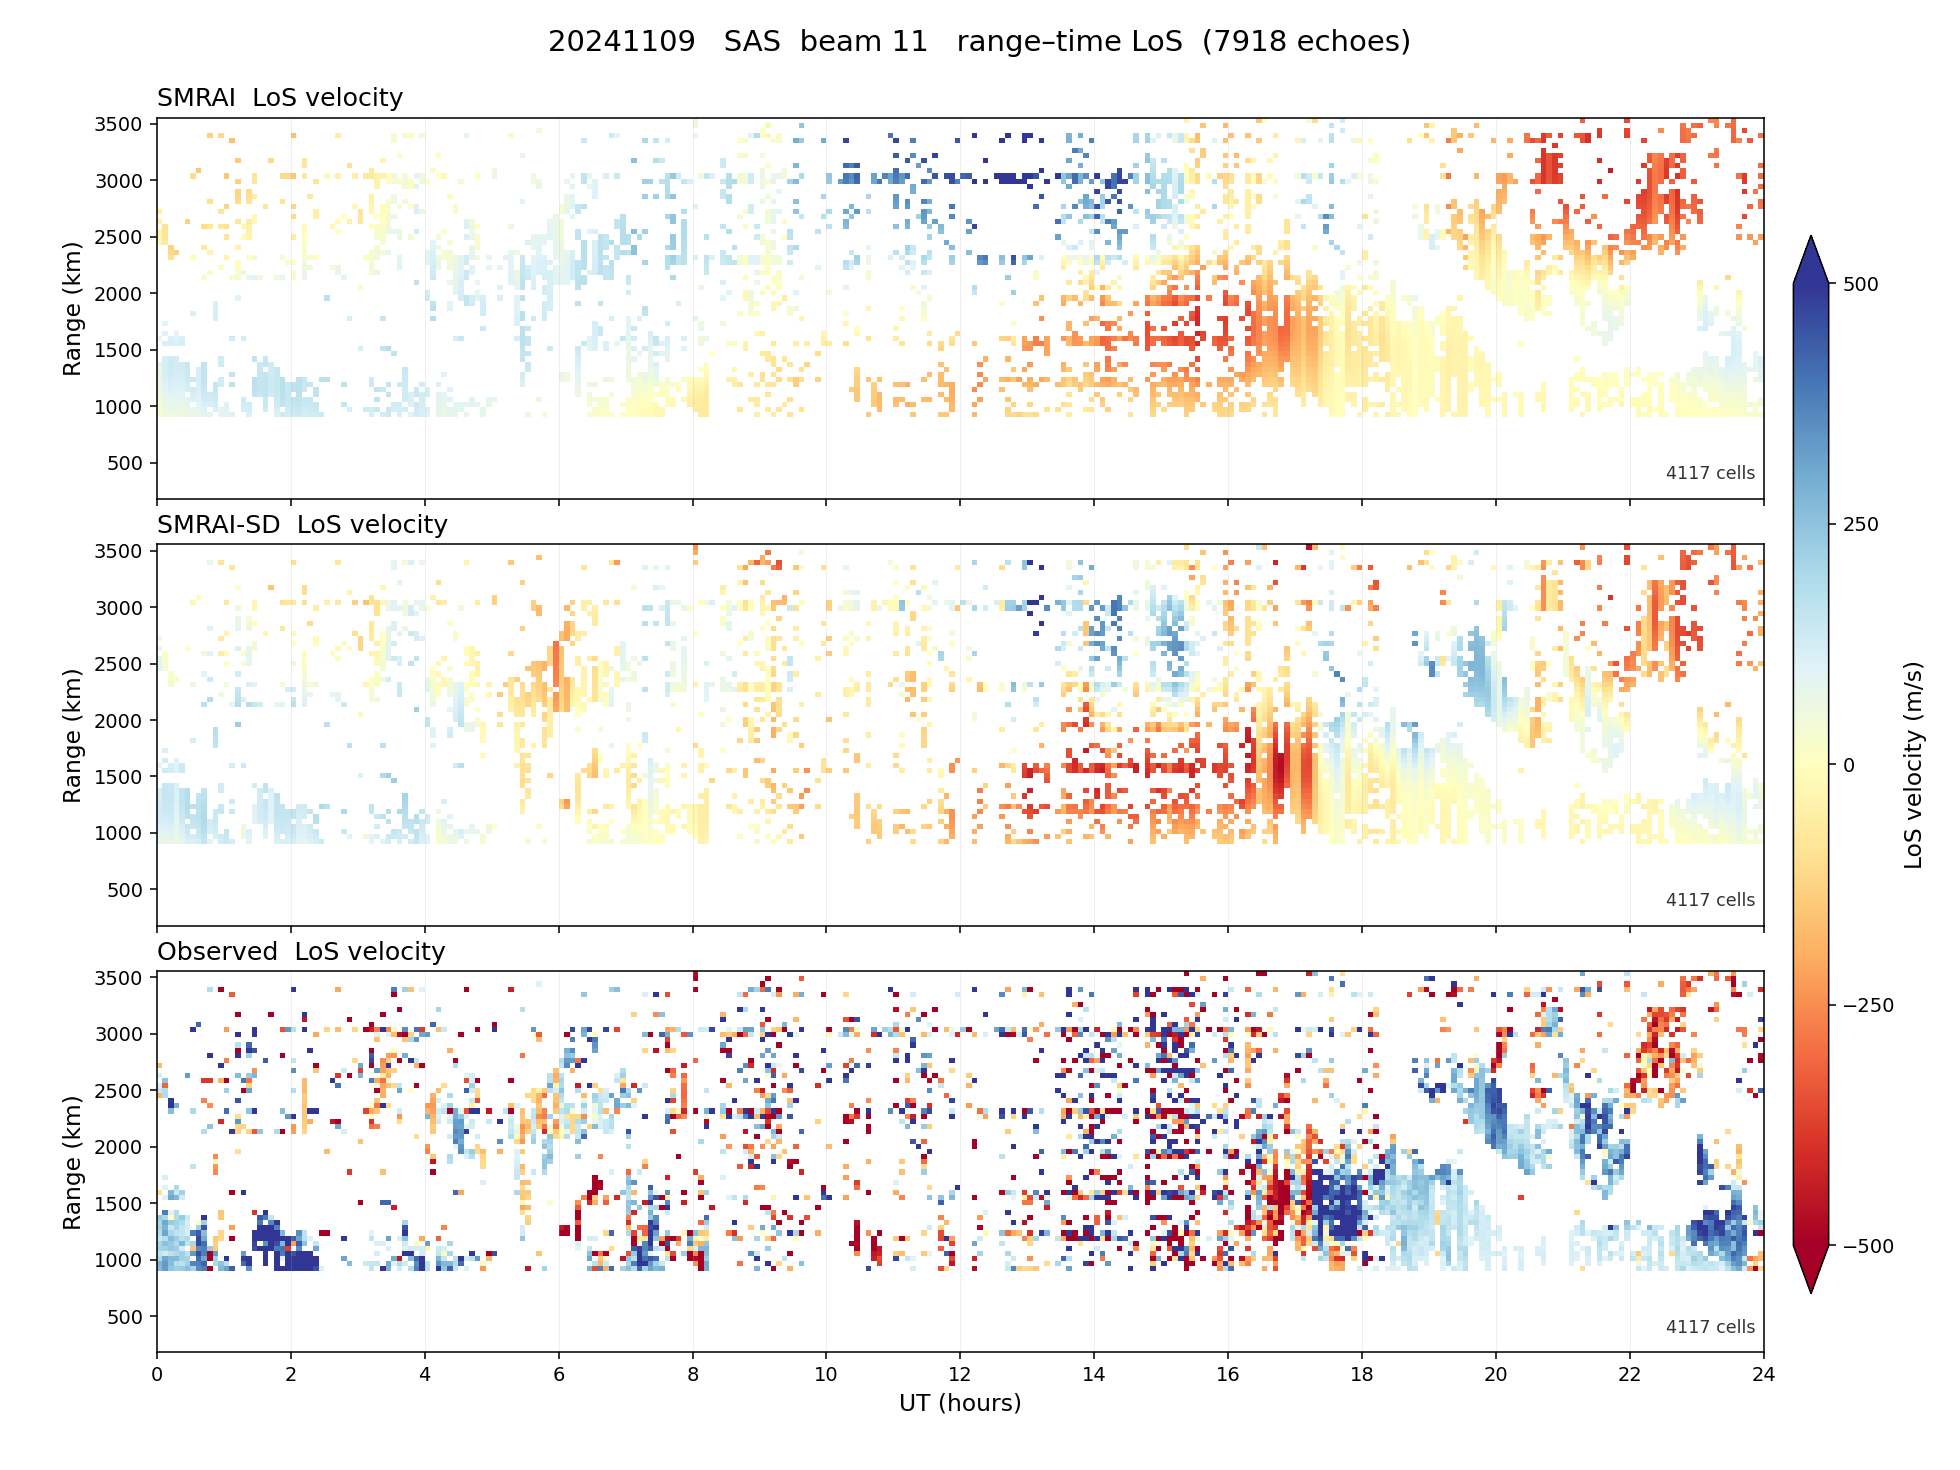 20241109   SAS  beam 11   range–time LoS  (7918 echoes)
SMRAI  LoS velocity
3500
3000
2500
2000
1500
1000
500
Range (km)
4117 cells
SMRAI-SD  LoS velocity
3500
3000
2500
2000
1500
1000
500
Range (km)
4117 cells
Observed  LoS velocity
3500
3000
2500
2000
1500
1000
500
Range (km)
4117 cells
0 2 4 6 8 10 12 14 16 18 20 22 24
UT (hours)
500
250
0
−250
−500
LoS velocity (m/s)